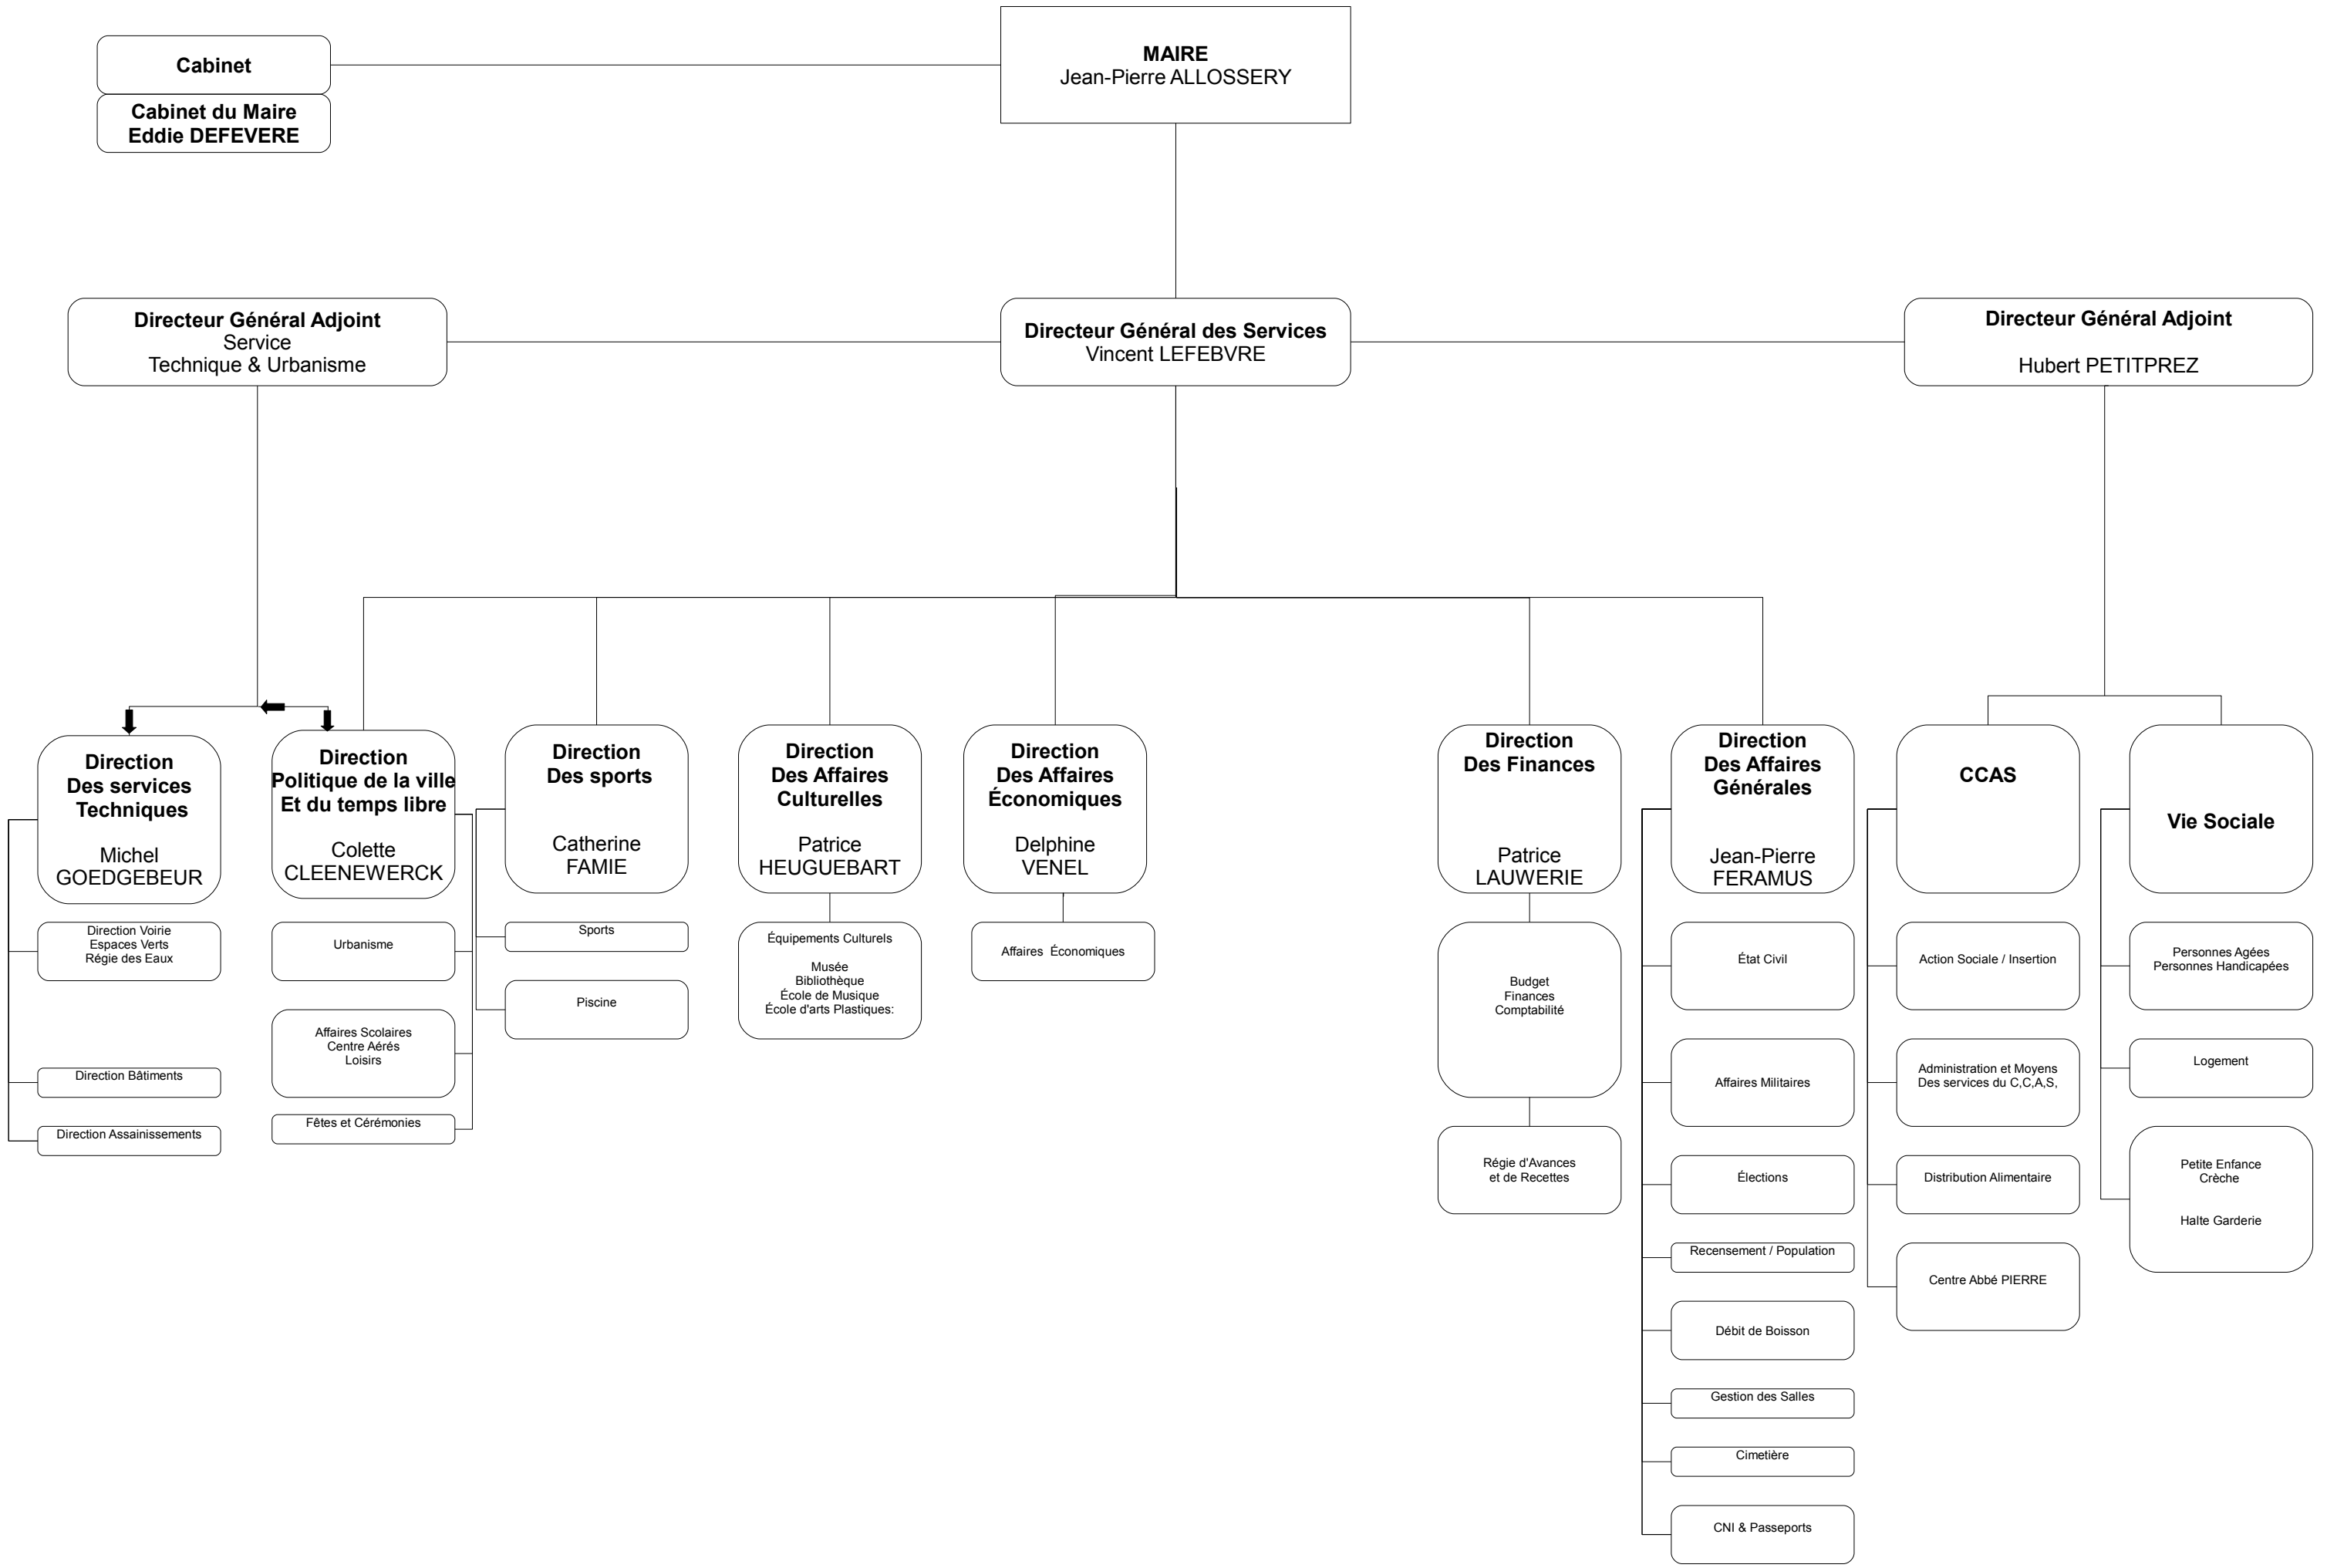 Cabinet
Cabinet du Maire
Eddie DEFEVERE
MAIRE
Jean-Pierre ALLOSSERY
Directeur Général Adjoint
Service
Technique & Urbanisme
Directeur Général des Services
Vincent LEFEBVRE
Directeur Général Adjoint
Hubert PETITPREZ
Direction
Des services
Techniques
Michel
GOEDGEBEUR
Direction Voirie
Espaces Verts
Régie des Eaux
Direction Bâtiments
Direction Assainissements
Direction
Politique de la ville
Et du temps libre
Colette
CLEENEWERCK
Urbanisme
Affaires Scolaires
Centre Aérés
Loisirs
Fêtes et Cérémonies
Direction
Des sports
Catherine
FAMIE
Sports
Piscine
Direction
Des Affaires
Culturelles
Patrice
HEUGUEBART
Équipements Culturels
Musée
Bibliothèque
École de Musique
École d'arts Plastiques:
Direction
Des Affaires
Économiques
Delphine
VENEL
Affaires  Économiques
Direction
Des Finances
Patrice
LAUWERIE
Budget
Finances
Comptabilité
Régie d'Avances
et de Recettes
Direction
Des Affaires
Générales
Jean-Pierre
FERAMUS
État Civil
Affaires Militaires
Élections
Recensement / Population
Débit de Boisson
Gestion des Salles
Cimetière
CNI & Passeports
CCAS
Action Sociale / Insertion
Administration et Moyens
Des services du C,C,A,S,
Distribution Alimentaire
Centre Abbé PIERRE
Vie Sociale
Personnes Agées
Personnes Handicapées
Logement
Petite Enfance
Crèche
Halte Garderie